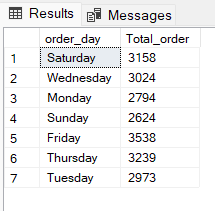 Results Messages
order_day Total_order
1 Saturday 3158
2 Wednesday 3024
3 Monday 2794
4 Sunday 2624
5 Friday 3538
6 Thursday 3239
7 Tuesday 2973